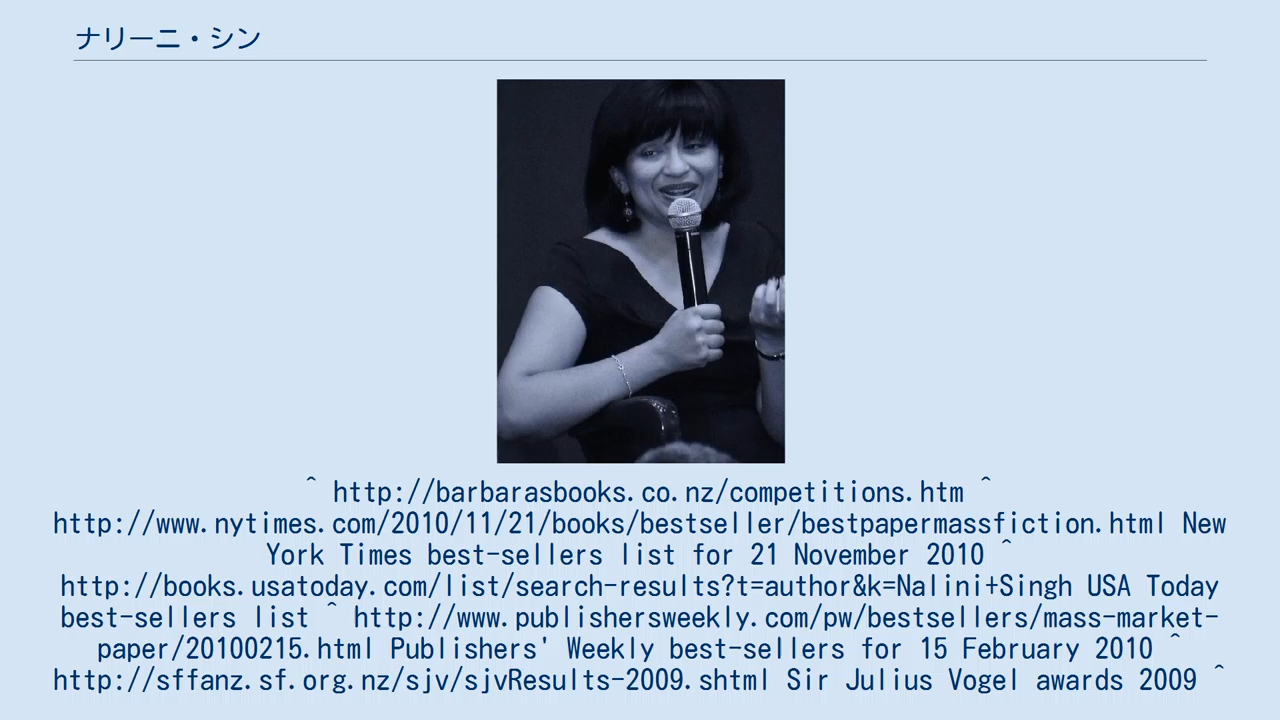 ナリーニ・シン
^ http://barbarasbooks.co.nz/competitions.htm ^
http://www.nytimes.com/2010/11/21/books/bestseller/bestpapermassfiction.html New
York Times best-sellers list for 21 November 2010 ^
http://books.usatoday.com/list/search-results?t=author&k=Nalini+Singh USA Today
best-sellers list ^ http://www.publishersweekly.com/pw/bestsellers/mass-market-
paper/20100215.html Publishers' Weekly best-sellers for 15 February 2010 ^
http://sffanz.sf.org.nz/sjv/sjvResults-2009.shtml Sir Julius Vogel awards 2009 ^